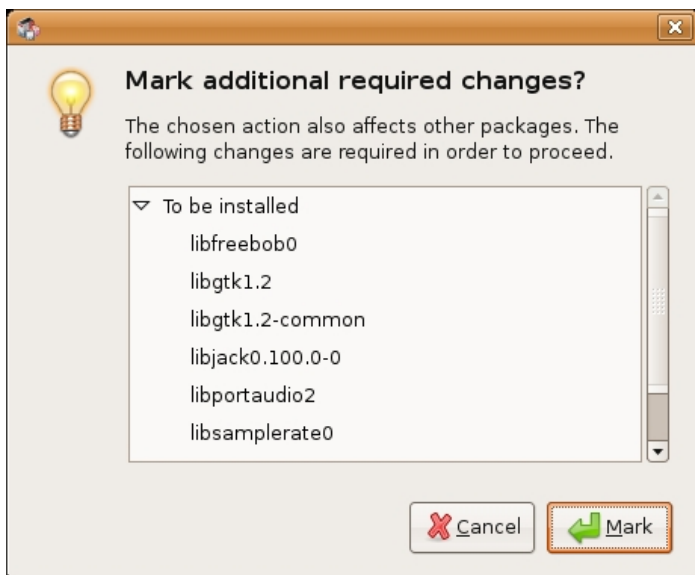 Mark additional required changes?
The chosen action also affects other packages. The
following changes are required in order to proceed.
To be installed
libfreebob0
libgtk1.2
libgtk1.2-common
libjack0.100.0-0
libportaudio2
libsamplerate0
Cancel
Mark